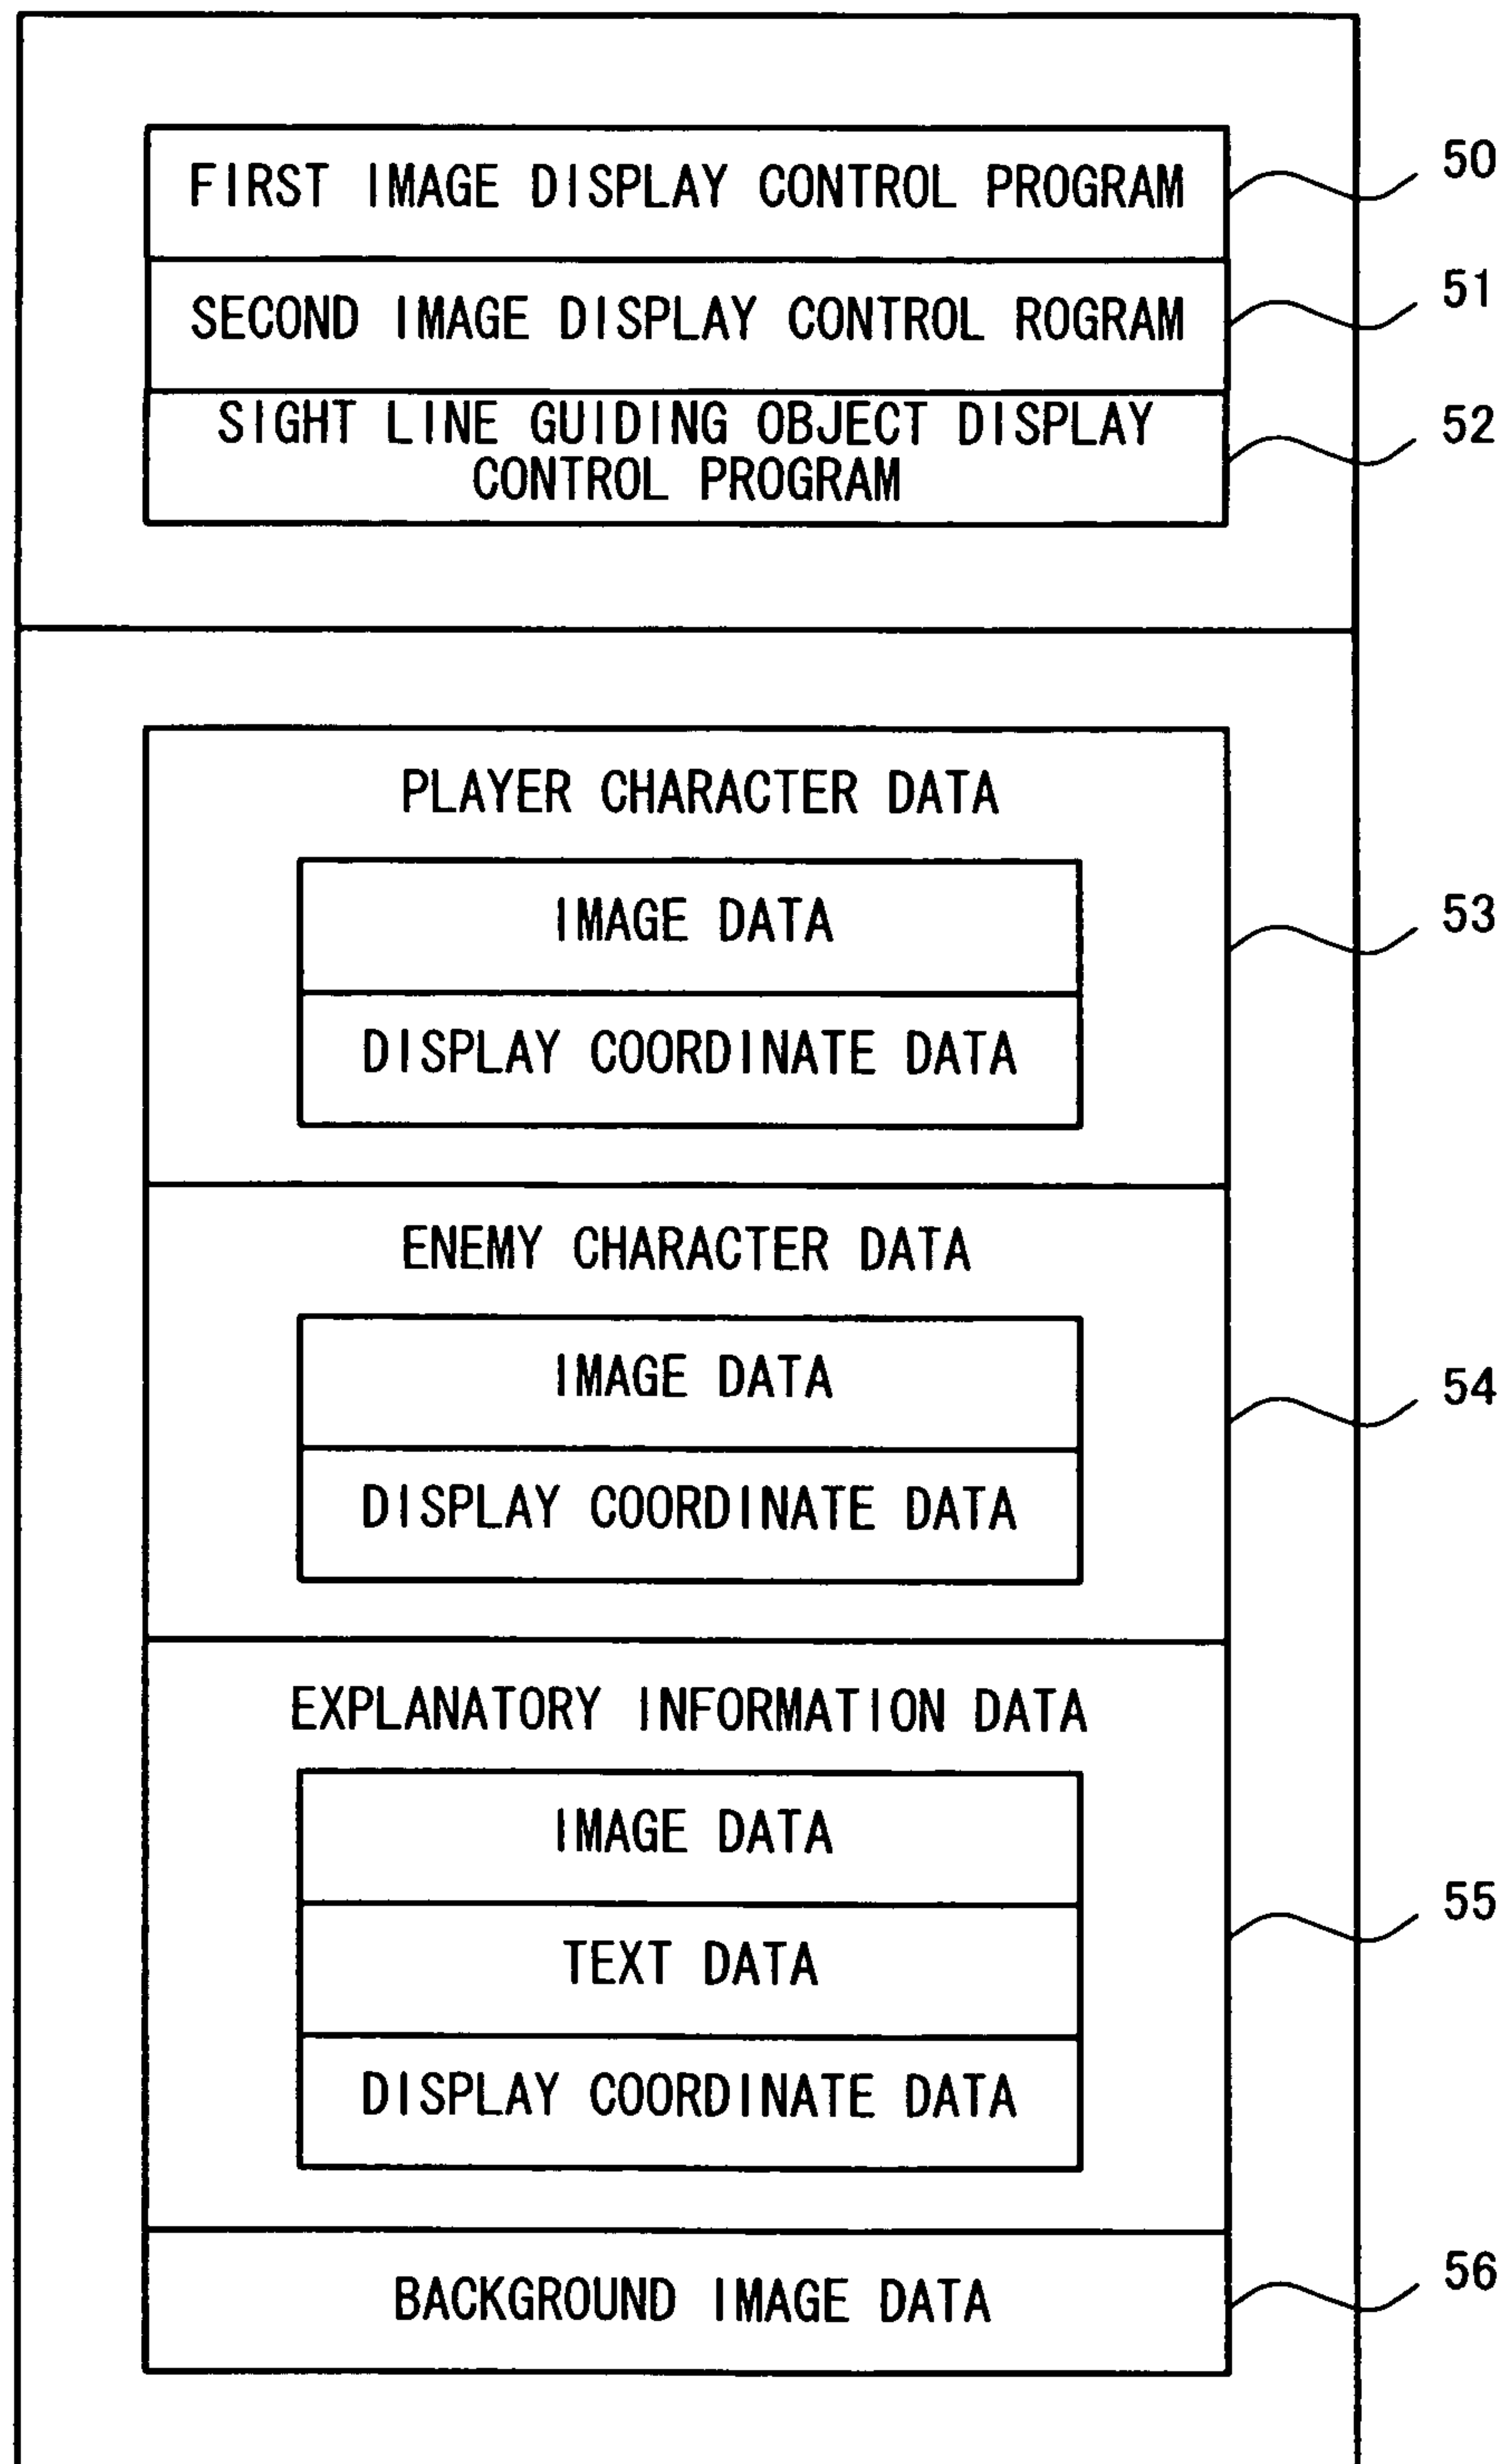 FIRST IMAGE DISPLAY CONTROL PROGRAM
50
SECOND IMAGE DISPLAY CONTROL ROGRAM
51
SIGHT LINE GUIDING OBJECT DISPLAY
CONTROL PROGRAM
52
PLAYER CHARACTER DATA
IMAGE DATA
53
DISPLAY COORDINATE DATA
ENEMY CHARACTER DATA
IMAGE DATA
54
DISPLAY COORDINATE DATA
EXPLANATORY INFORMATION DATA
IMAGE DATA
55
TEXT DATA
DISPLAY COORDINATE DATA
BACKGROUND IMAGE DATA
56